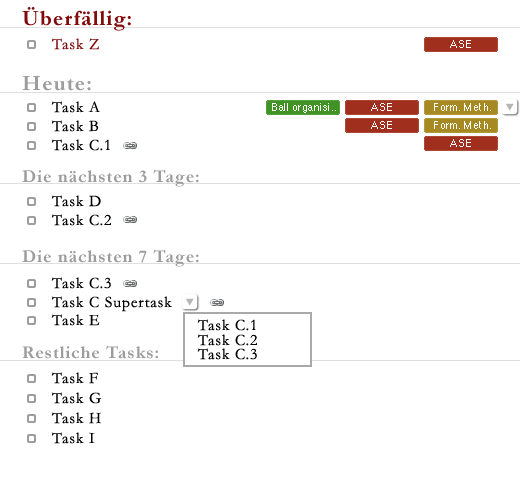 Überfällig:
Task Z ASE
Heute:
Task A Ball organisi.. ASE Form. Meth.
Task B ASE Form. Meth.
Task C.1 ASE
Die nächsten 3 Tage:
Task D
Task C.2
Die nächsten 7 Tage:
Task C.3
Task C Supertask
Task E
Task C.1
Task C.2
Task C.3
Restliche Tasks:
Task F
Task G
Task H
Task I